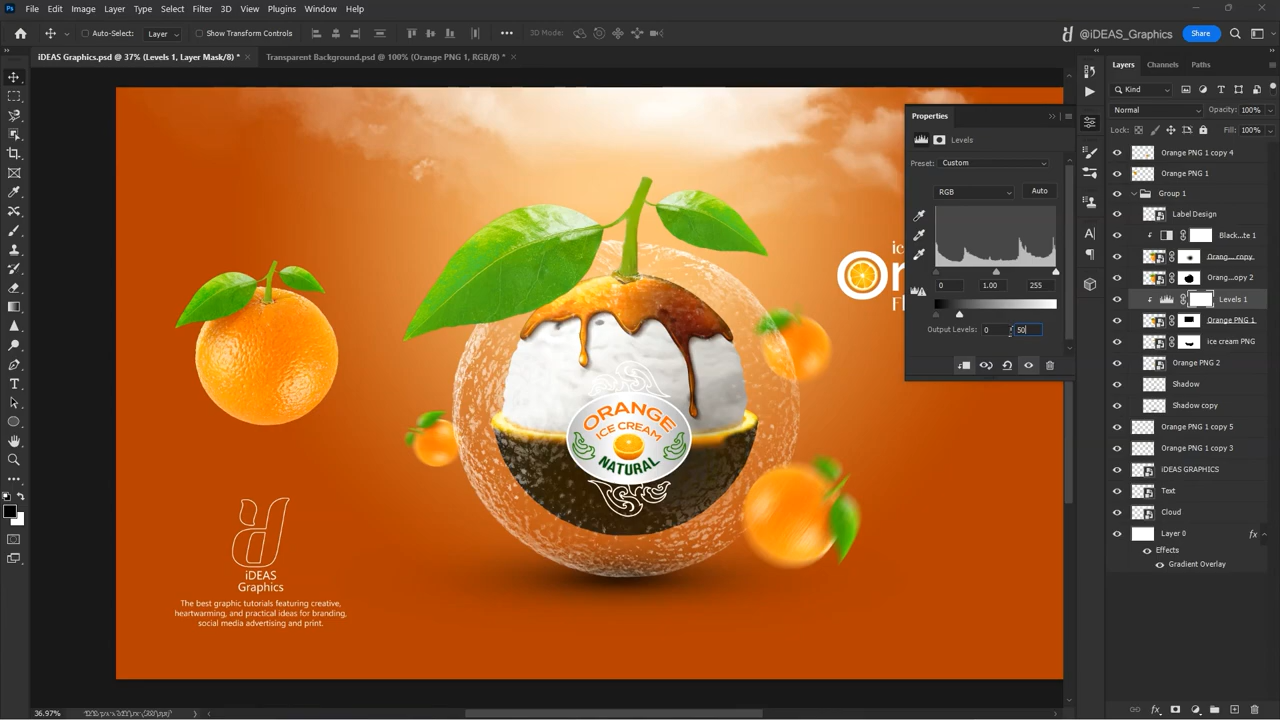 File Edit Image Layer Type Select Filter 3D View Plugins Window Help
Auto-Select: Layer Show Transform Controls 3D Mode: @iDEAS_Graphics Share
iDEAS Graphics.psd @ 37% (Levels 1, Layer Mask/8) * Transparent Background.psd @ 100% (Orange PNG 1, RGB/8) *
Layers Channels Paths
Kind
Normal Opacity: 100%
Lock: Fill: 100%
Properties
Levels
Preset: Custom
RGB Auto
0 1.00 255
Output Levels: 0 50
Orange PNG 1 copy 4
Orange PNG 1
Group 1
Label Design
Black...te 1
Orang... copy
Orang...opy 2
Levels 1
Orange PNG 1
ice cream PNG
Orange PNG 2
Shadow
Shadow copy
Orange PNG 1 copy 5
Orange PNG 1 copy 3
iDEAS GRAPHICS
Text
Cloud
Layer 0 fx
Effects
Gradient Overlay
ORANGE
ICE CREAM
NATURAL
iDEAS
Graphics
The best graphic tutorials featuring creative,
heartwarming, and practical ideas for branding,
social media advertising and print.
36.97%